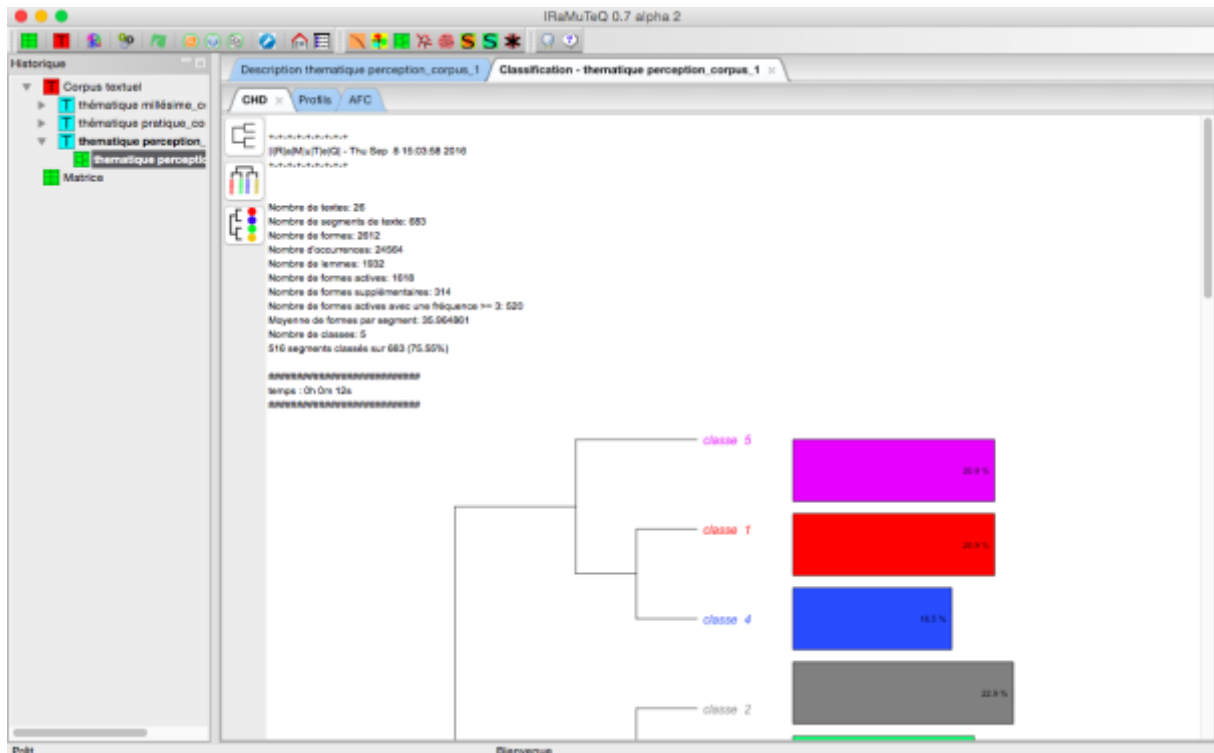 IRaMuTeQ 0.7 alpha 2
Historique
Corpus textuel
thématique millésime_co
thématique pratique_co
thematique perception_
thematique perceptio
Matrice
Description thematique perception_corpus_1
Classification - thematique perception_corpus_1
CHD
Profils
AFC
+-+-+-+-+-+-+-+-+
|i|R|a|M|u|T|e|Q| - Thu Sep 8 15:03:58 2016
+-+-+-+-+-+-+-+-+
Nombre de textes: 26
Nombre de segments de texte: 683
Nombre de formes: 2612
Nombre d'occurrences: 24564
Nombre de lemmes: 1932
Nombre de formes actives: 1618
Nombre de formes supplémentaires: 314
Nombre de formes actives avec une fréquence >= 3: 520
Moyenne de formes par segment:
Nombre de classes: 5
516 segments classés sur 683 (75.55%)
temps : 0h 0m 12s
classe 5
20.9 %
classe 1
20.9 %
classe 4
16.5 %
classe 2
22.9 %
Prêt
Bienvenue